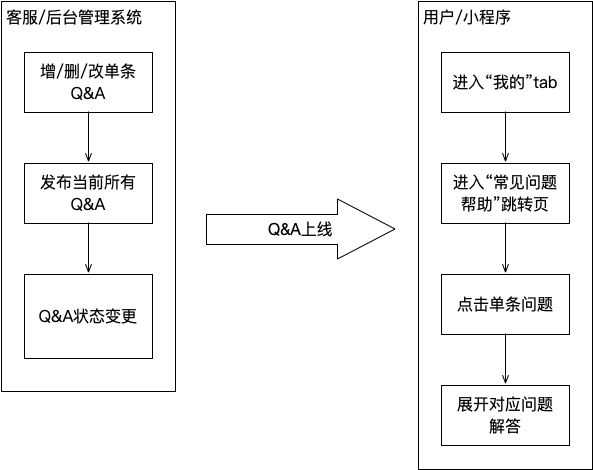 客服/后台管理系统
增/删/改单条
Q&A
发布当前所有
Q&A
Q&A状态变更
Q&A上线
用户/小程序
进入“我的”tab
进入“常见问题
帮助”跳转页
点击单条问题
展开对应问题
解答